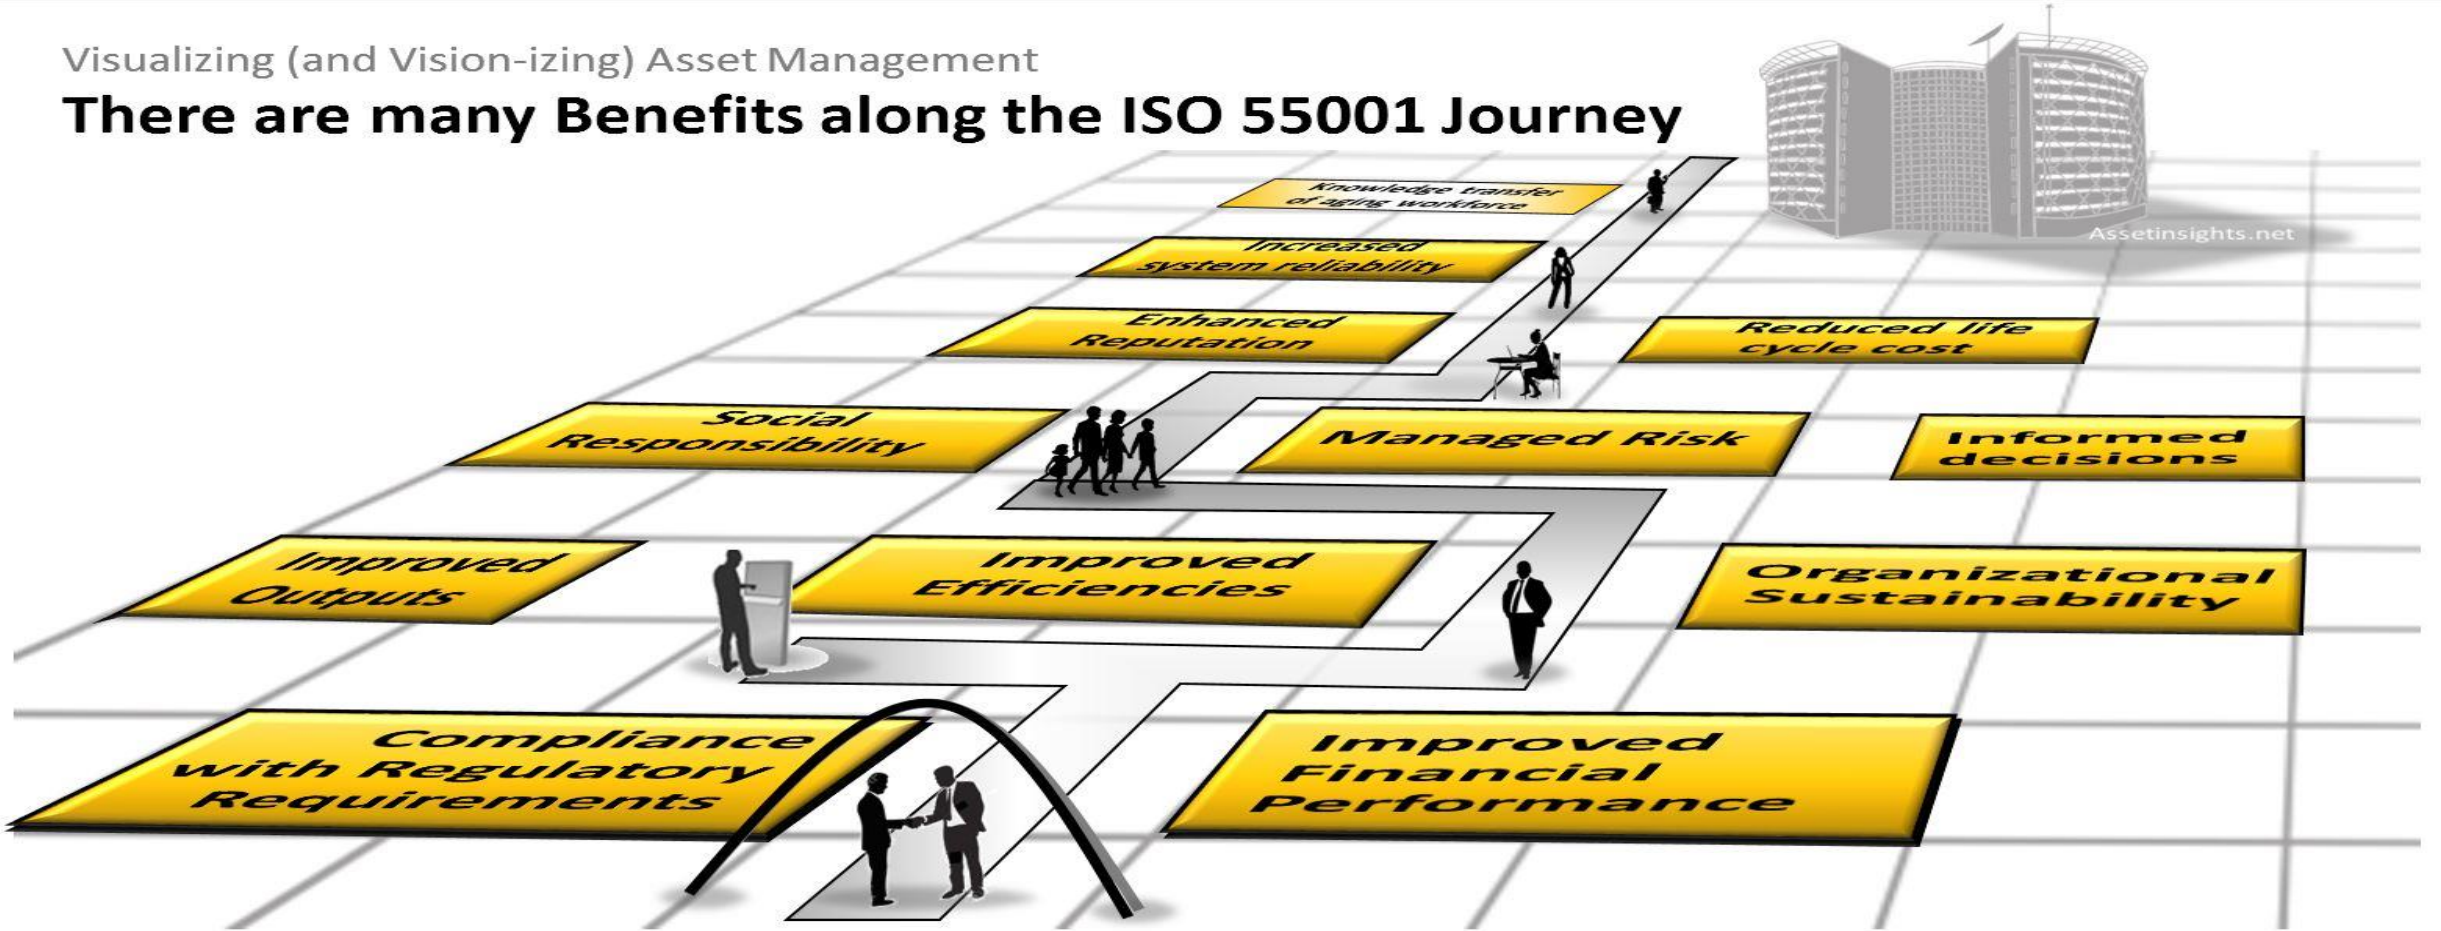 Visualizing (and Vision-izing) Asset Management
There are many Benefits along the ISO 55001 Journey
Assetinsights.net
Knowledge transfer
of aging workforce
Increased
system reliability
Enhanced
Reputation
Reduced life
cycle cost
Social
Responsibility
Managed Risk
Informed
decisions
Improved
Outputs
Improved
Efficiencies
Organizational
Sustainability
Compliance
with Regulatory
Requirements
Improved
Financial
Performance